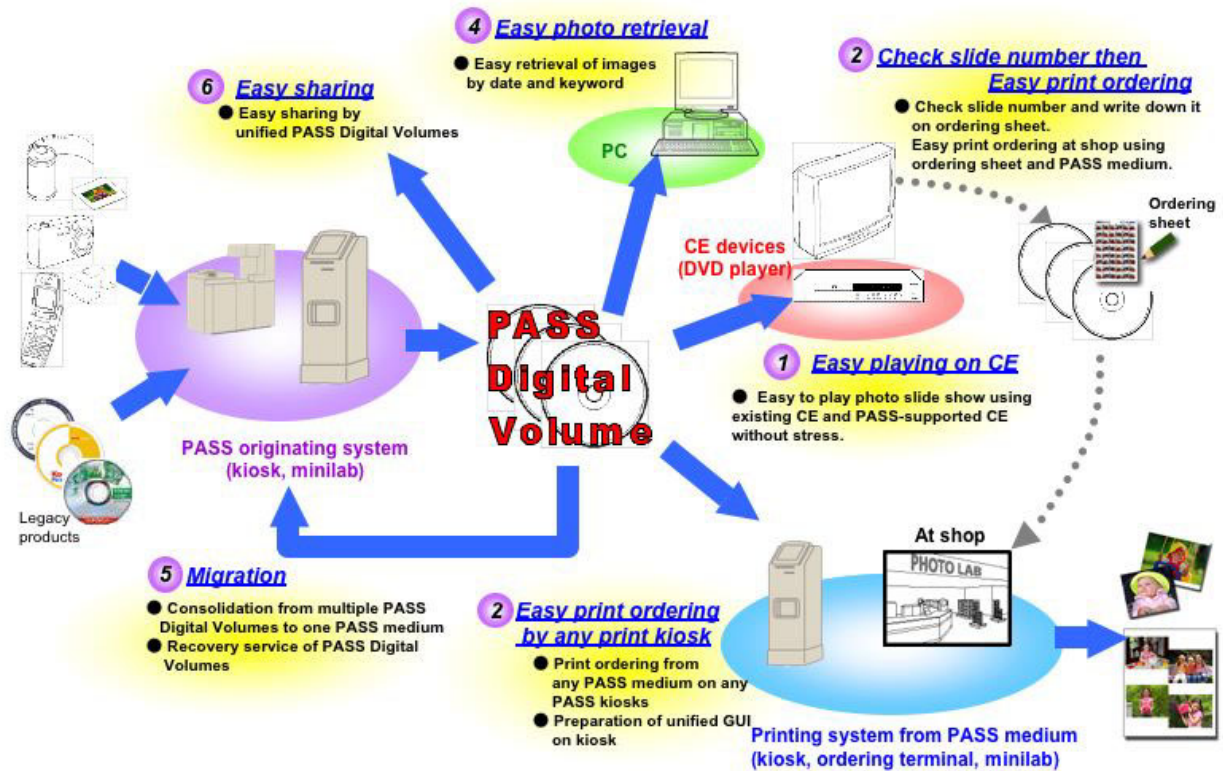 4 Easy photo retrieval
● Easy retrieval of images
by date and keyword
2 Check slide number then
Easy print ordering
● Check slide number and write down it
on ordering sheet.
Easy print ordering at shop using
ordering sheet and PASS medium.
6 Easy sharing
● Easy sharing by
unified PASS Digital Volumes
PC
Ordering
sheet
CE devices
(DVD player)
PASS
Digital
Volume
1 Easy playing on CE
● Easy to play photo slide show using
existing CE and PASS-supported CE
without stress.
PASS originating system
(kiosk, minilab)
Legacy
products
At shop
PHOTO LAB
5 Migration
● Consolidation from multiple PASS
Digital Volumes to one PASS medium
● Recovery service of PASS Digital
Volumes
2 Easy print ordering
by any print kiosk
● Print ordering from
any PASS medium on any
PASS kiosks
● Preparation of unified GUI
on kiosk
Printing system from PASS medium
(kiosk, ordering terminal, minilab)